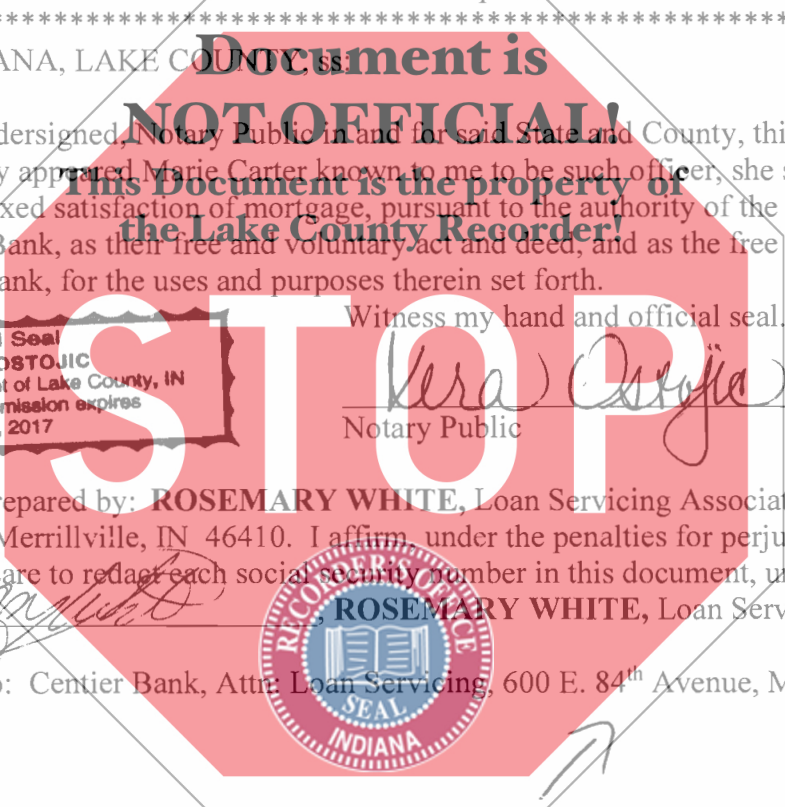 *****************************************************
ANA, LAKE COUNTY, ss:
Document is
NOT OFFICIAL!
This Document is the property of
the Lake County Recorder!
dersigned, Notary Public in and for said State and County, thi
y appeared Marie Carter known to me to be such officer, she s
xed satisfaction of mortgage, pursuant to the authority of the
Bank, as their free and voluntary act and deed, and as the free
ank, for the uses and purposes therein set forth.
STOP
Witness my hand and official seal.
Seal
OSTOJIC
t of Lake County, IN
mission expires
, 2017
Vera Ostojic
Notary Public
repared by: ROSEMARY WHITE, Loan Servicing Associat
Merrillville, IN 46410. I affirm, under the penalties for perju
are to redact each social security number in this document, u
, ROSEMARY WHITE, Loan Serv
RECORDER'S OFFICE
SEAL
INDIANA
o: Centier Bank, Attn: Loan Servicing, 600 E. 84th Avenue, M